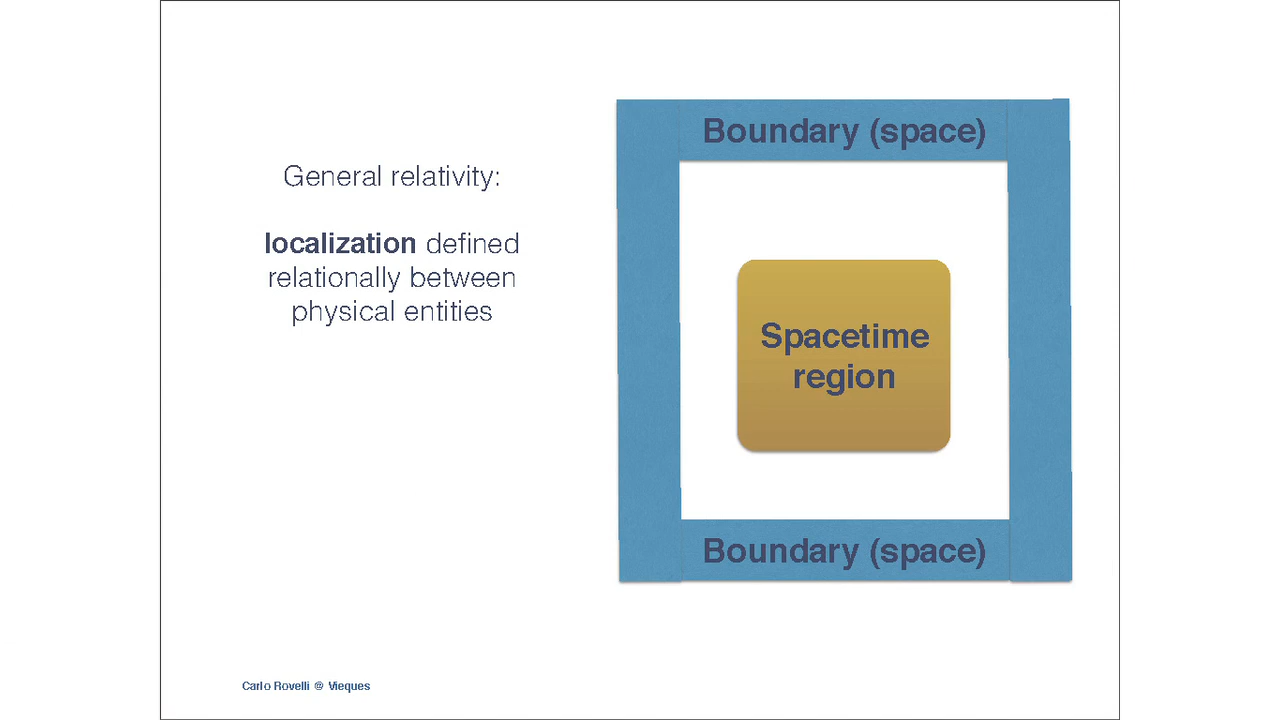 General relativity:
localization defined
relationally between
physical entities
Boundary (space)
Spacetime
region
Boundary (space)
Carlo Rovelli @ Vieques